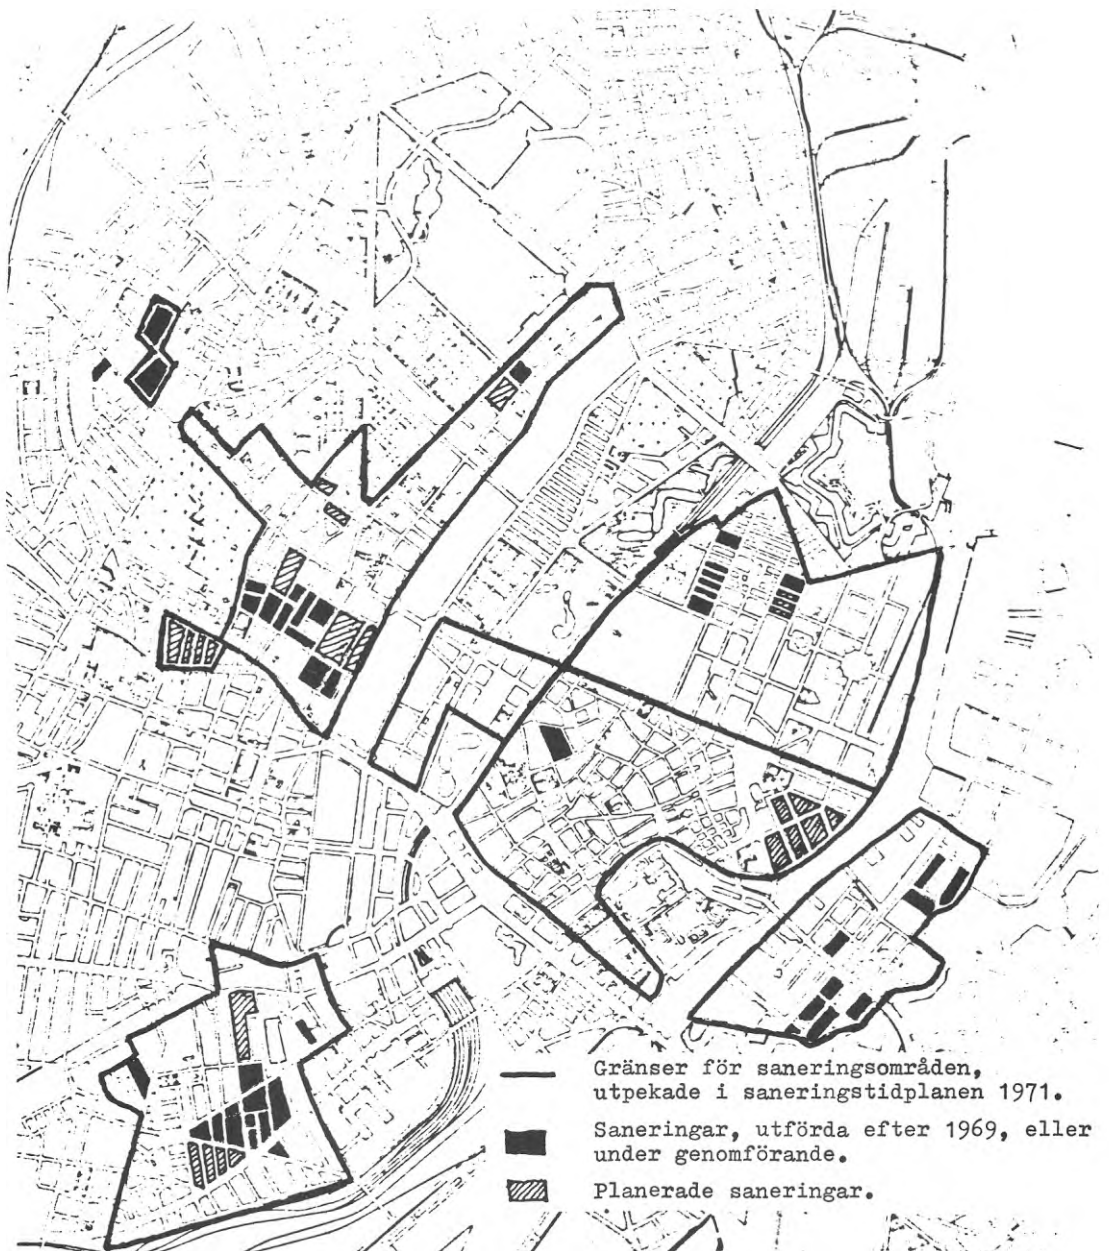 Gränser för saneringsområden,
utpekade i saneringstidplanen 1971.
Saneringar, utförda efter 1969, eller
under genomförande.
Planerade saneringar.